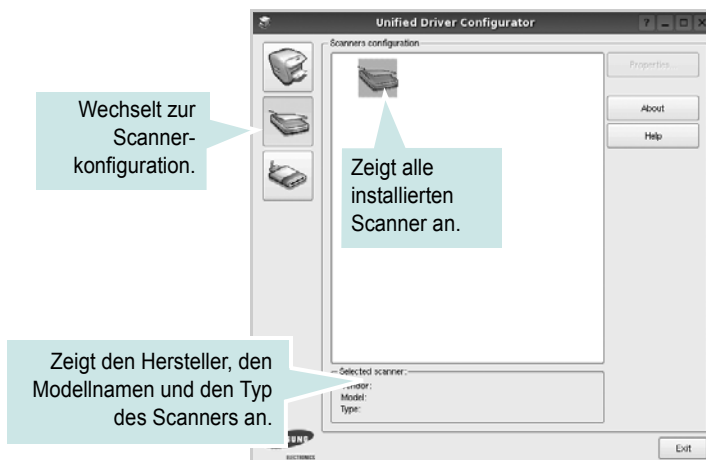 Unified Driver Configurator
Scanners configuration
Properties...
About
Help
Wechselt zur
Scanner-
konfiguration.
Zeigt alle
installierten
Scanner an.
Zeigt den Hersteller, den
Modellnamen und den Typ
des Scanners an.
Selected scanner:
Model:
Type:
ELECTRONICS
Exit